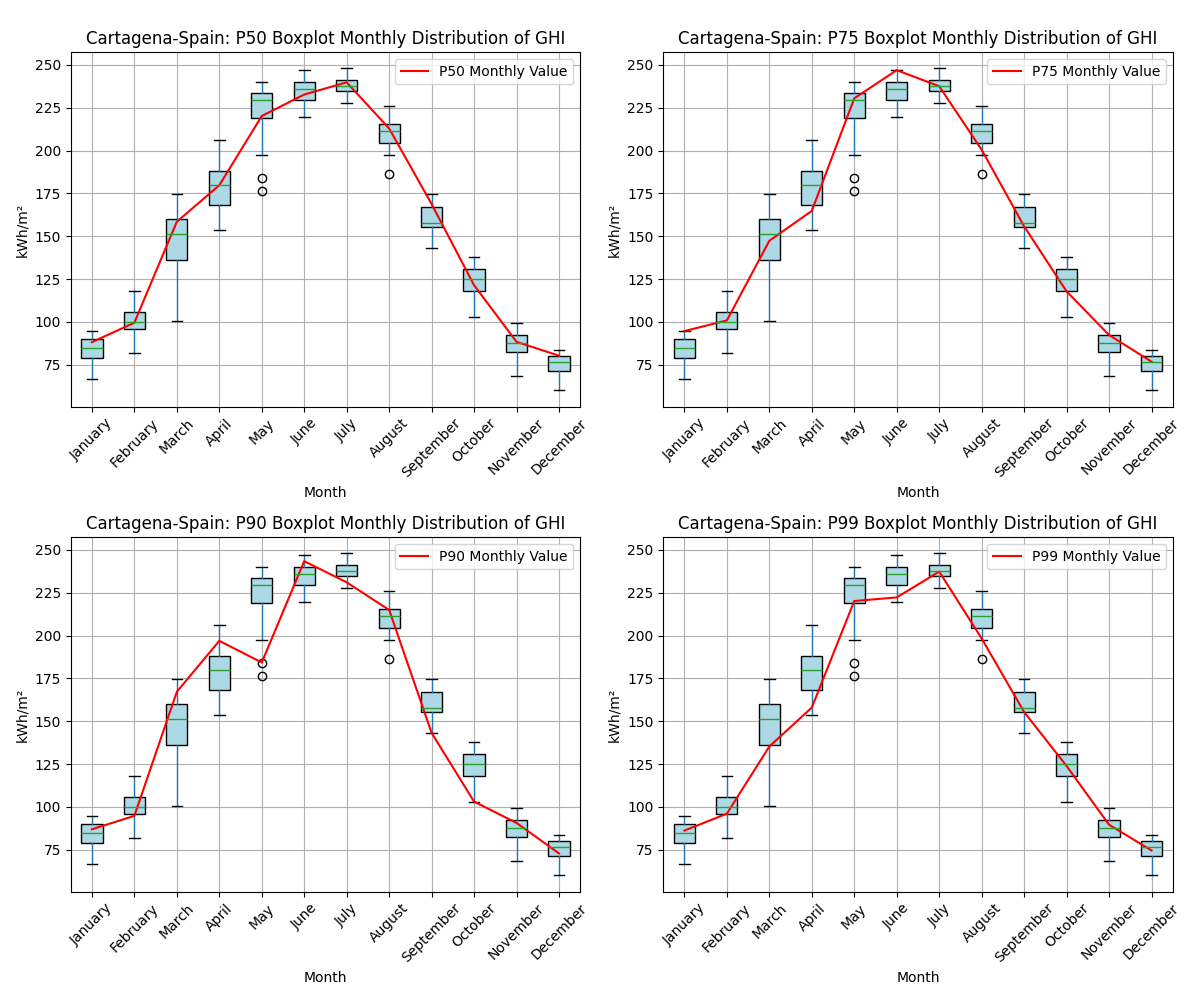 Cartagena-Spain: P50 Boxplot Monthly Distribution of GHI
P50 Monthly Value
250
225
200
175
150
125
100
75
kWh/m²
January
February
March
April
May
June
July
August
September
October
November
December
Month
Cartagena-Spain: P75 Boxplot Monthly Distribution of GHI
P75 Monthly Value
250
225
200
175
150
125
100
75
kWh/m²
January
February
March
April
May
June
July
August
September
October
November
December
Month
Cartagena-Spain: P90 Boxplot Monthly Distribution of GHI
P90 Monthly Value
250
225
200
175
150
125
100
75
kWh/m²
January
February
March
April
May
June
July
August
September
October
November
December
Month
Cartagena-Spain: P99 Boxplot Monthly Distribution of GHI
P99 Monthly Value
250
225
200
175
150
125
100
75
kWh/m²
January
February
March
April
May
June
July
August
September
October
November
December
Month